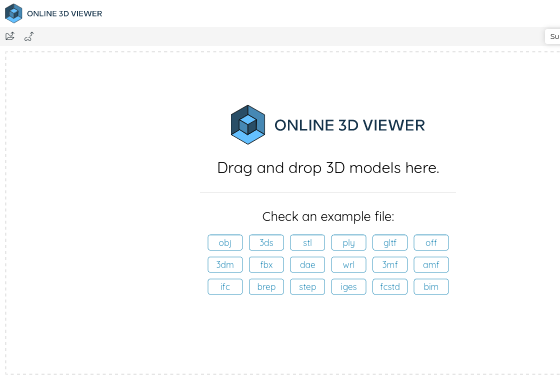 ONLINE 3D VIEWER
Su
ONLINE 3D VIEWER
Drag and drop 3D models here.
Check an example file:
obj 3ds stl ply gltf off
3dm fbx dae wrl 3mf amf
ifc brep step iges fcstd bim